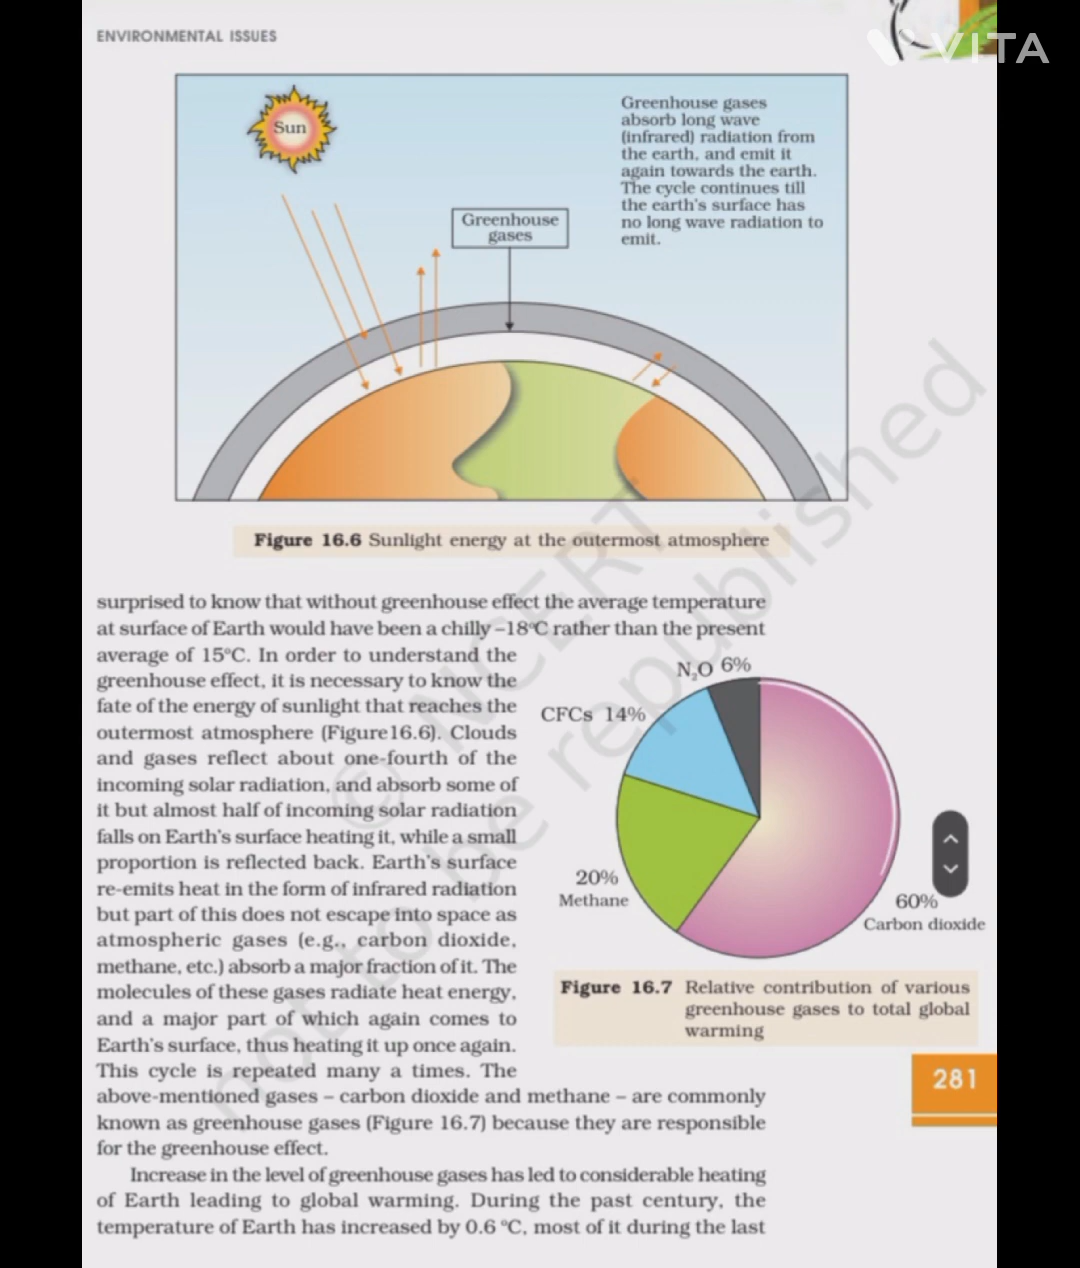 ENVIRONMENTAL ISSUES
VITA
Sun
Greenhouse gases
absorb long wave
(infrared) radiation from
the earth, and emit it
again towards the earth.
The cycle continues till
the earth's surface has
no long wave radiation to
emit.
Greenhouse
gases
Figure 16.6 Sunlight energy at the outermost atmosphere
surprised to know that without greenhouse effect the average temperature
at surface of Earth would have been a chilly –18°C rather than the present
average of 15°C. In order to understand the
greenhouse effect, it is necessary to know the
fate of the energy of sunlight that reaches the
outermost atmosphere (Figure16.6). Clouds
and gases reflect about one-fourth of the
incoming solar radiation, and absorb some of
it but almost half of incoming solar radiation
falls on Earth's surface heating it, while a small
proportion is reflected back. Earth's surface
re-emits heat in the form of infrared radiation
but part of this does not escape into space as
atmospheric gases (e.g., carbon dioxide,
methane, etc.) absorb a major fraction of it. The
molecules of these gases radiate heat energy,
and a major part of which again comes to
Earth's surface, thus heating it up once again.
This cycle is repeated many a times. The
above-mentioned gases – carbon dioxide and methane – are commonly
known as greenhouse gases (Figure 16.7) because they are responsible
for the greenhouse effect.
Increase in the level of greenhouse gases has led to considerable heating
of Earth leading to global warming. During the past century, the
temperature of Earth has increased by 0.6 °C, most of it during the last
N₂O 6%
CFCs 14%
20%
Methane
60%
Carbon dioxide
Figure 16.7 Relative contribution of various
greenhouse gases to total global
warming
281
© NCERT
not to be republished